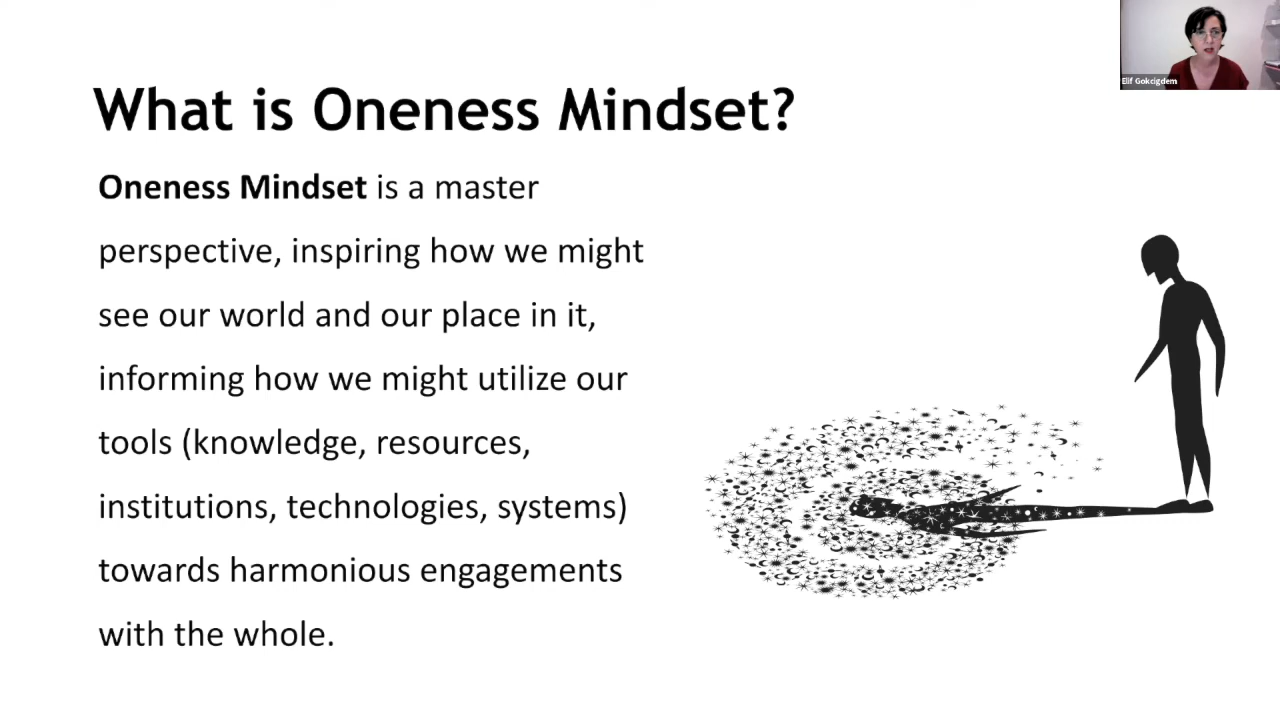 Elif Gokcigdem
What is Oneness Mindset?
Oneness Mindset is a master
perspective, inspiring how we might
see our world and our place in it,
informing how we might utilize our
tools (knowledge, resources,
institutions, technologies, systems)
towards harmonious engagements
with the whole.